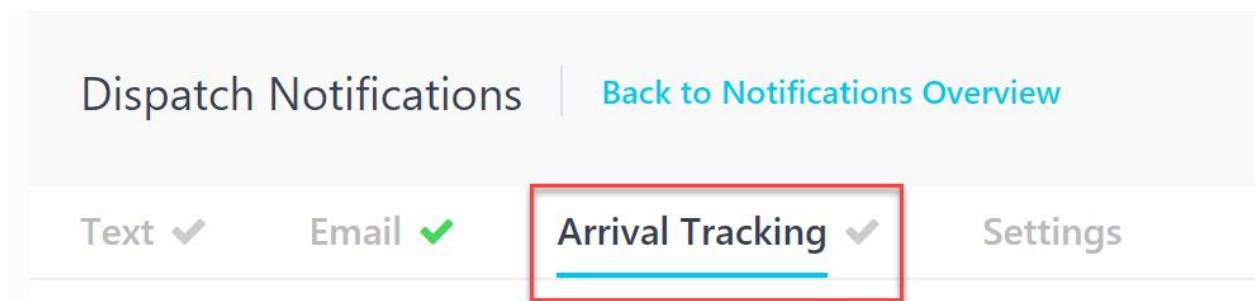 Dispatch Notifications Back to Notifications Overview
Text Email Arrival Tracking Settings